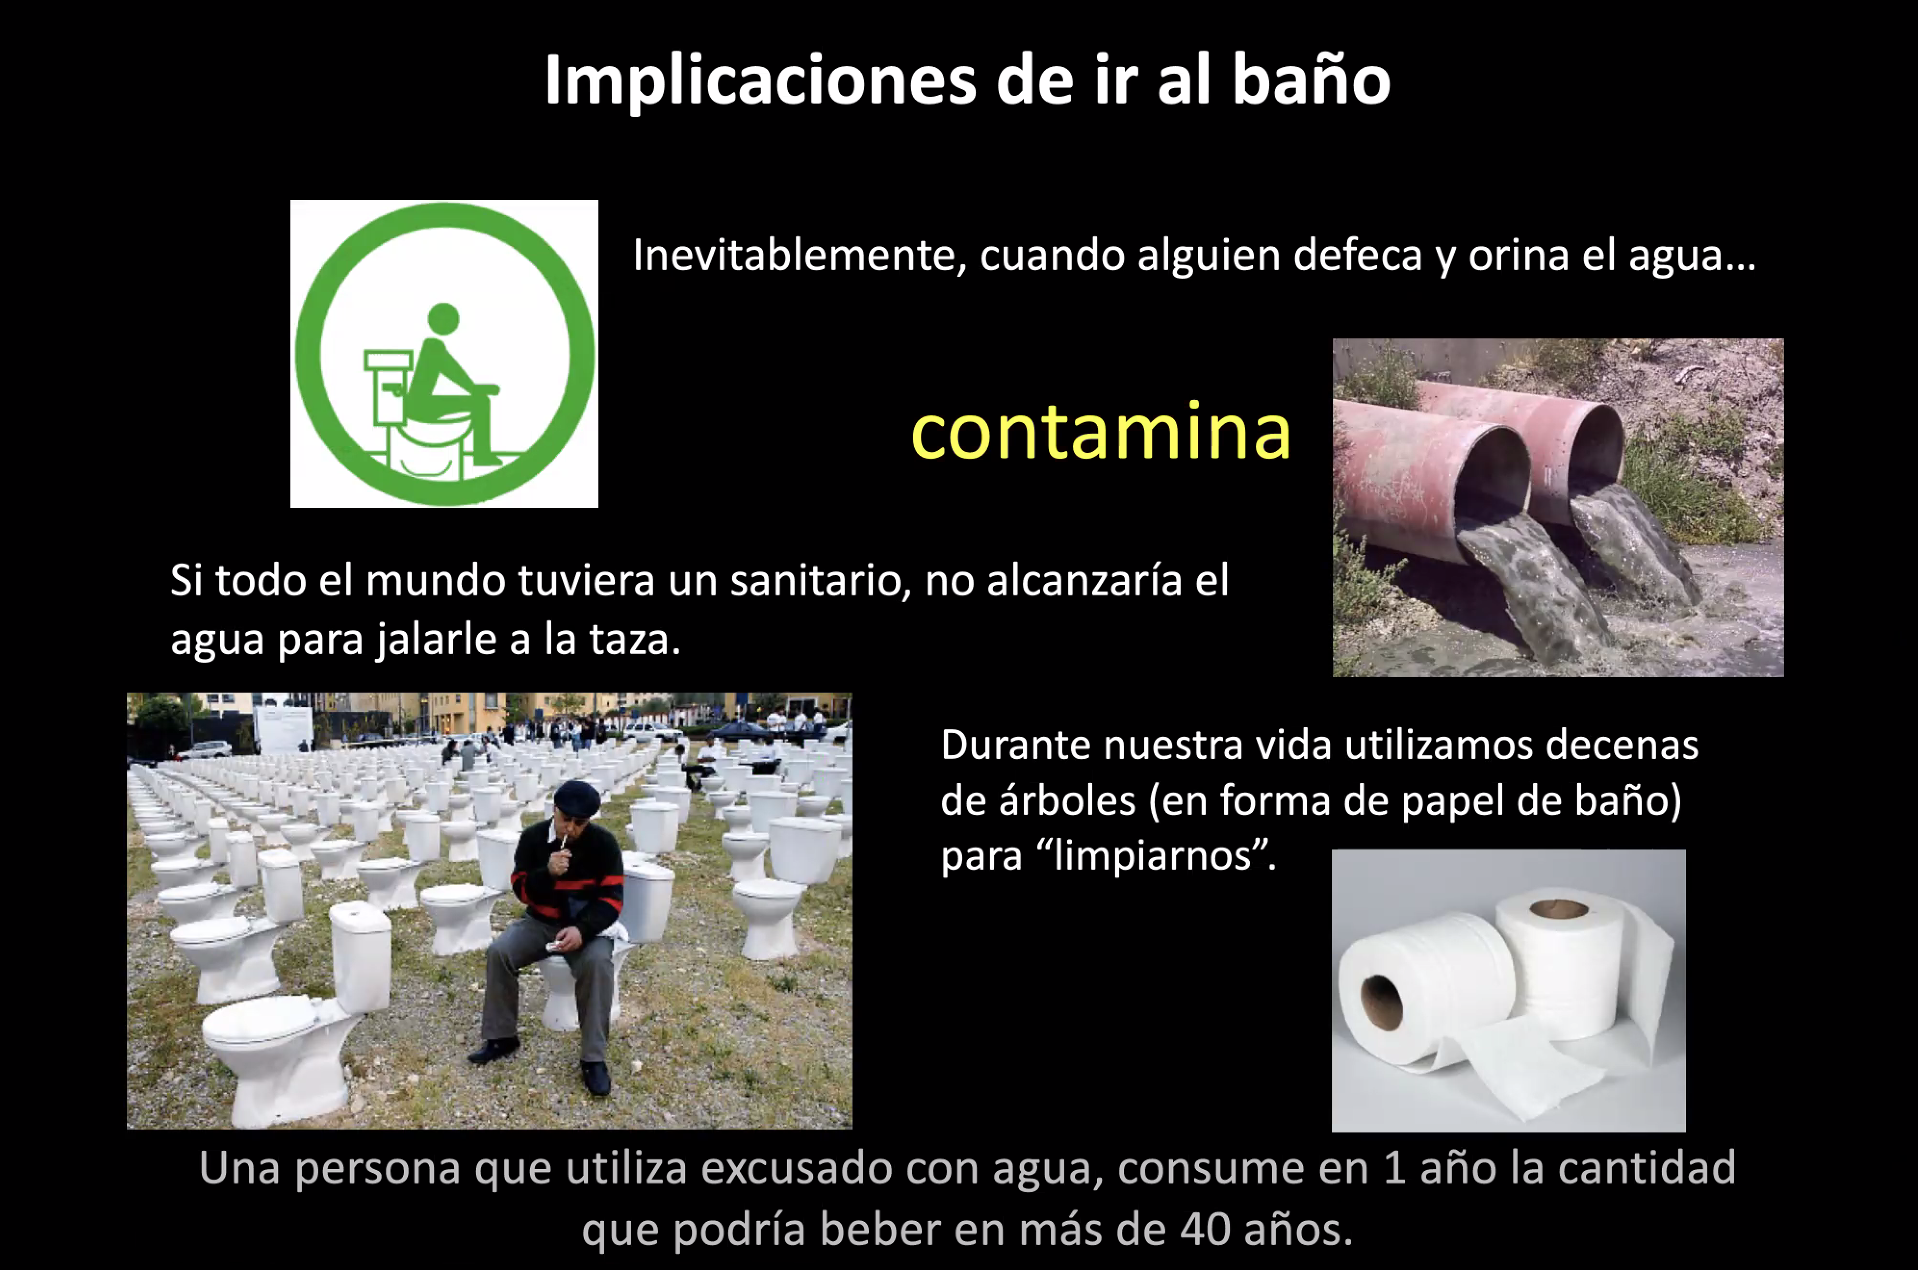 Implicaciones de ir al baño
Inevitablemente, cuando alguien defeca y orina el agua...
contamina
Si todo el mundo tuviera un sanitario, no alcanzaría el
agua para jalarle a la taza.
Durante nuestra vida utilizamos decenas
de árboles (en forma de papel de baño)
para “limpiarnos”.
Una persona que utiliza excusado con agua, consume en 1 año la cantidad
que podría beber en más de 40 años.